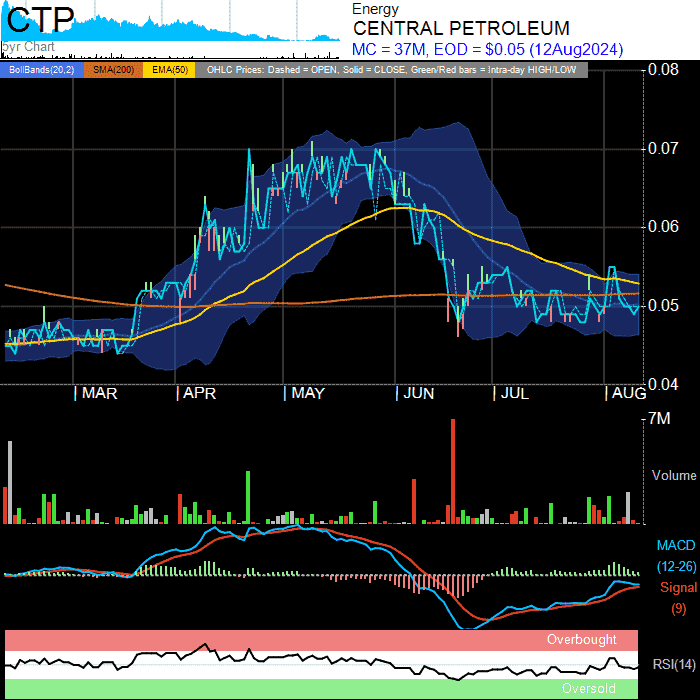 CTP
5yr Chart
Energy
CENTRAL PETROLEUM
MC = 37M, EOD = $0.05 (12Aug2024)
BollBands(20,2) SMA(200) EMA(50) OHLC Prices: Dashed = OPEN, Solid = CLOSE, Green/Red bars = Intra-day HIGH/LOW
0.08
0.07
0.06
0.05
0.04
| MAR | APR | MAY | JUN | JUL | AUG
7M
Volume
MACD
(12-26)
Signal
(9)
Overbought
RSI(14)
Oversold